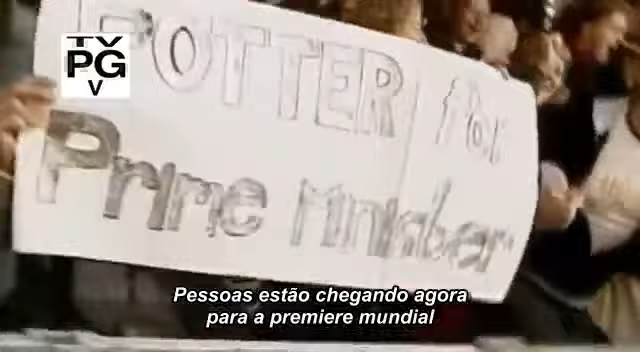 TV
PG
V
POTTER for
Prime Minister
Pessoas estão chegando agora
para a premiere mundial